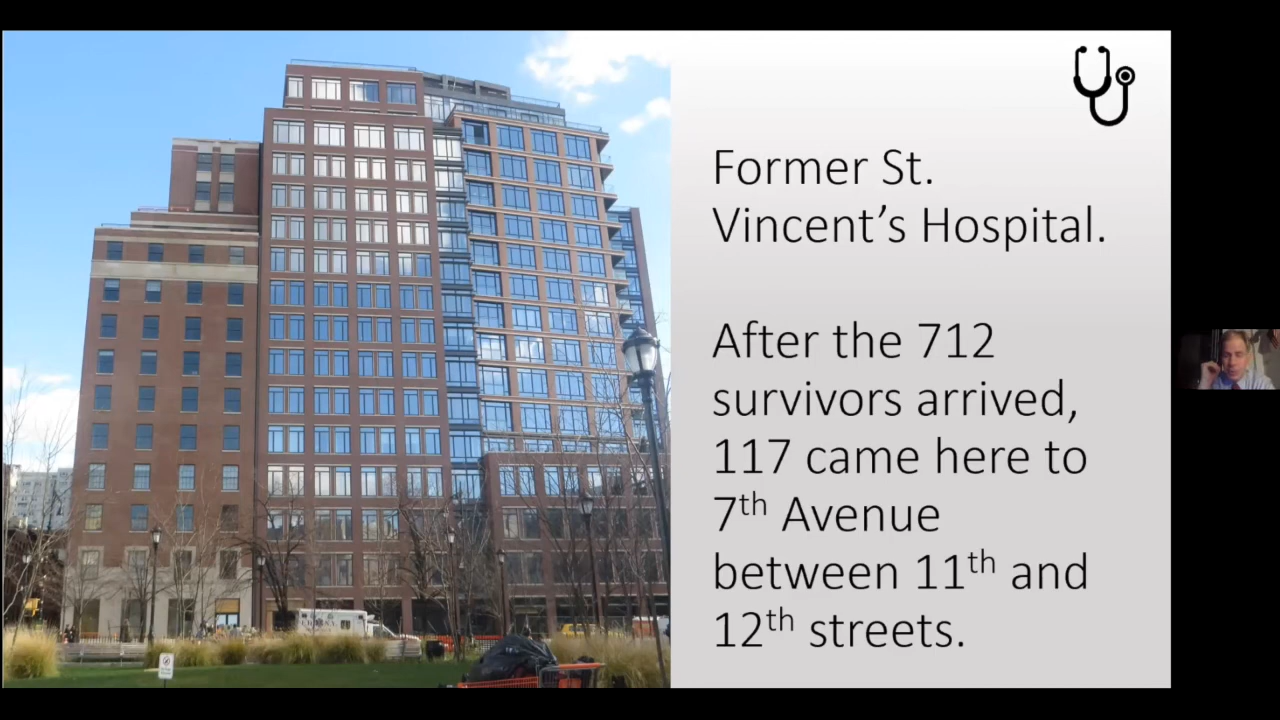 Former St.
Vincent’s Hospital.
After the 712
survivors arrived,
117 came here to
7th Avenue
between 11th and
12th streets.